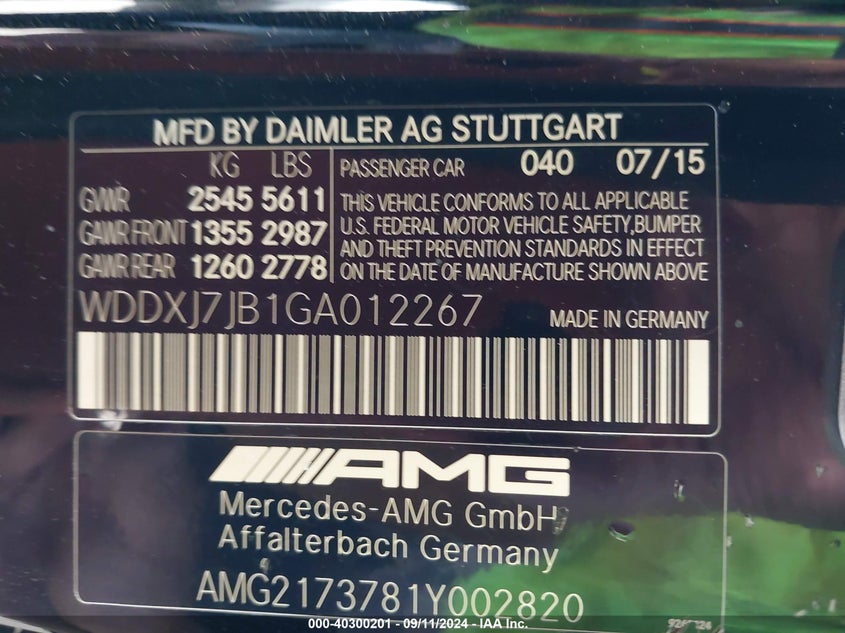 MFD BY DAIMLER AG STUTTGART
KG LBS PASSENGER CAR 040 07/15
GVWR 2545 5611
GAWR FRONT 1355 2987
GAWR REAR 1260 2778
THIS VEHICLE CONFORMS TO ALL APPLICABLE
U.S. FEDERAL MOTOR VEHICLE SAFETY,BUMPER
AND THEFT PREVENTION STANDARDS IN EFFECT
ON THE DATE OF MANUFACTURE SHOWN ABOVE
WDDXJ7JB1GA012267 MADE IN GERMANY
AMG
Mercedes-AMG GmbH
Affalterbach Germany
AMG2173781Y002820
000-40300201 - 09/11/2024 - IAA Inc.